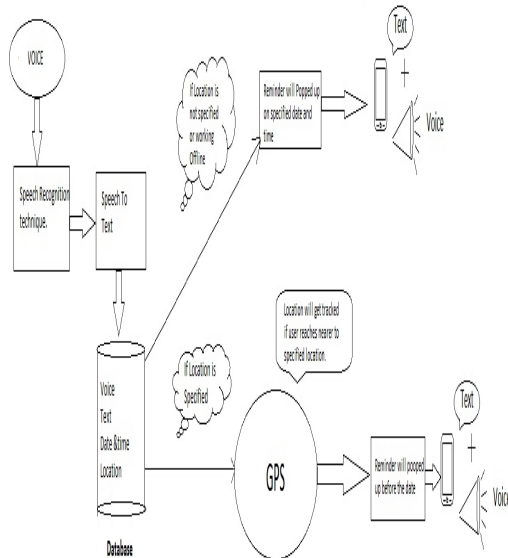 VOICE
Speech Recognition
technique.
Speech To
Text
Voice
Text
Date &time
Location
Database
If Location is
not specified
or working
Offline
Reminder will Popped up
on specified date and
time
Text
+
Voice
If Location is
Specified
Location will get tracked
if user reaches nearer to
specified location.
GPS
Reminder will pooped
up before the date
Text
+
Voice